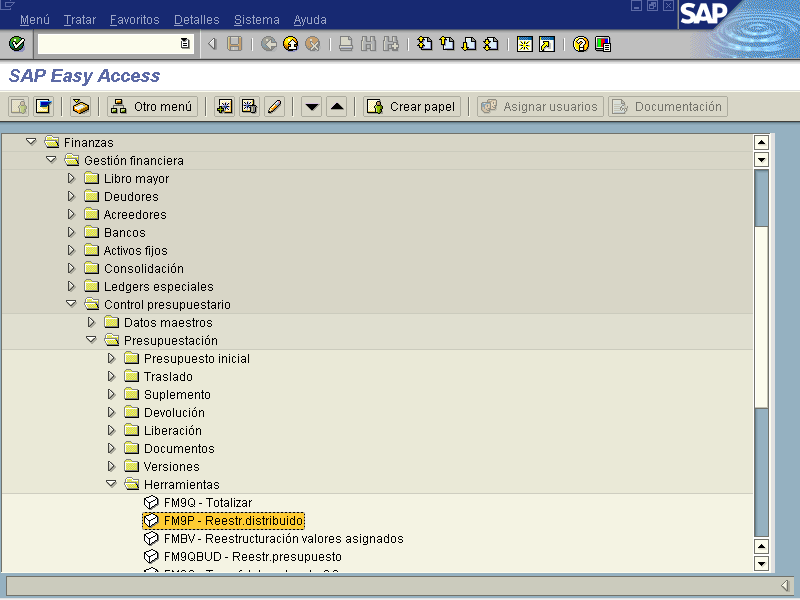 Menú Tratar Favoritos Detalles Sistema Ayuda
SAP
SAP Easy Access
Otro menú Crear papel Asignar usuarios Documentación
Finanzas
Gestión financiera
Libro mayor
Deudores
Acreedores
Bancos
Activos fijos
Consolidación
Ledgers especiales
Control presupuestario
Datos maestros
Presupuestación
Presupuesto inicial
Traslado
Suplemento
Devolución
Liberación
Documentos
Versiones
Herramientas
FM9Q - Totalizar
FM9P - Reestr.distribuido
FMBV - Reestructuración valores asignados
FM9QBUD - Reestr.presupuesto